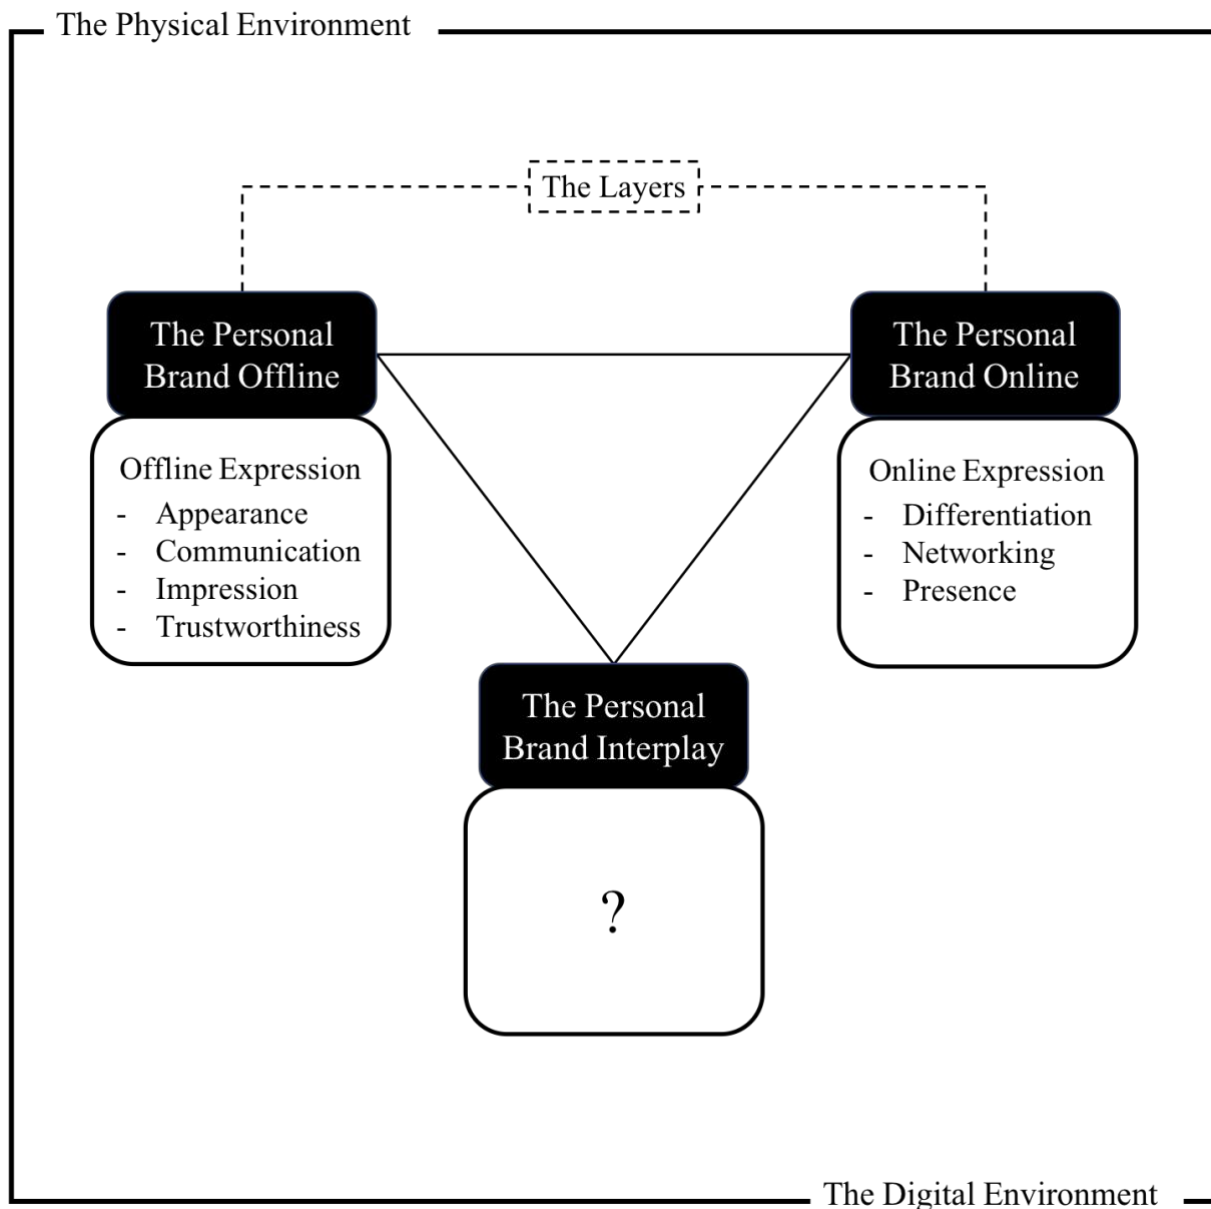 The Physical Environment
The Layers
The Personal
Brand Offline
Offline Expression
- Appearance
- Communication
- Impression
- Trustworthiness
The Personal
Brand Online
Online Expression
- Differentiation
- Networking
- Presence
The Personal
Brand Interplay
?
The Digital Environment